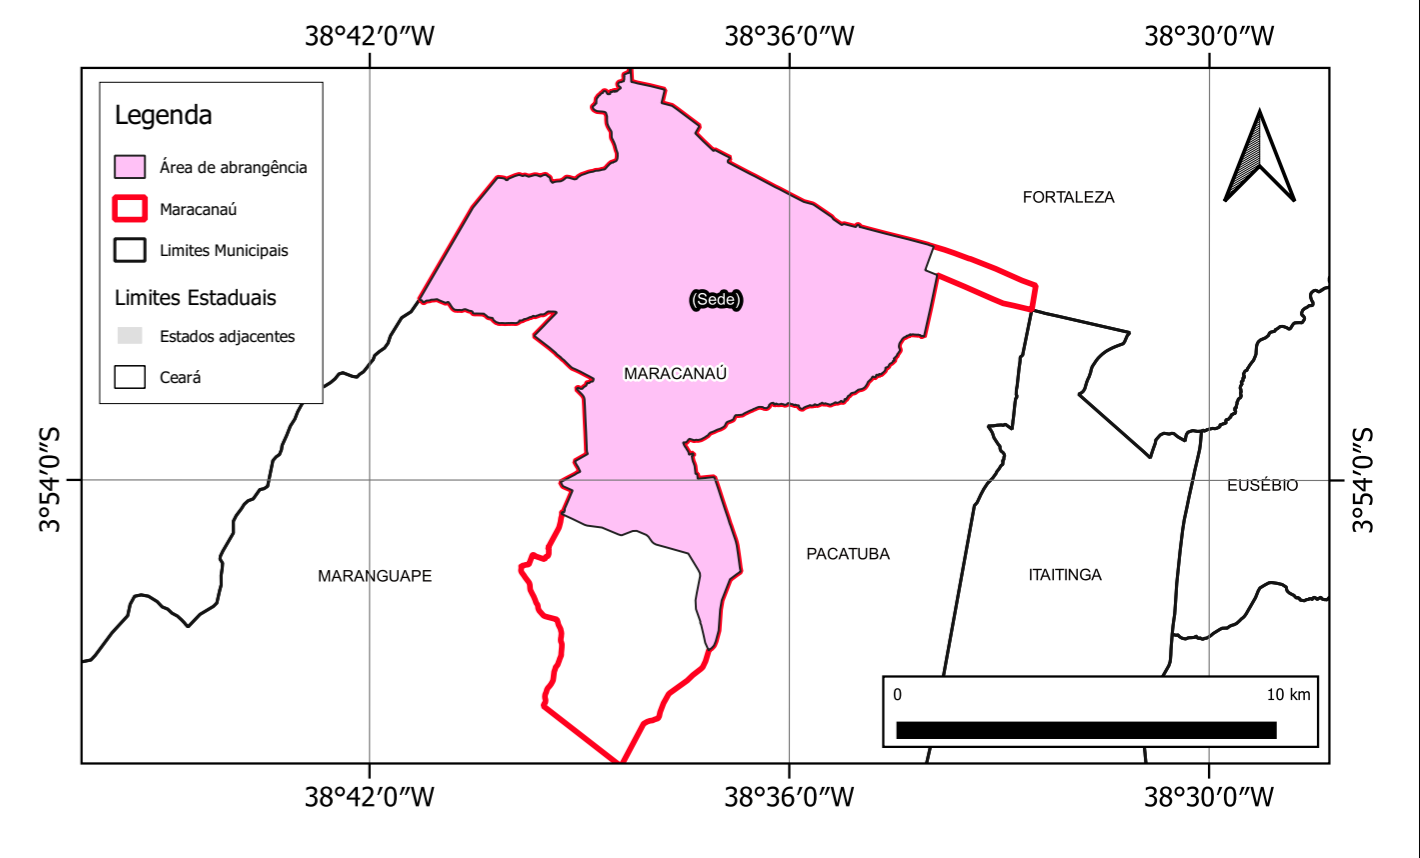 38°42′0″W 38°36′0″W 38°30′0″W
Legenda
Área de abrangência
Maracanaú
Limites Municipais
Limites Estaduais
Estados adjacentes
Ceará
FORTALEZA
(Sede)
MARACANAÚ
3°54′0″S
3°54′0″S
EUSÉBIO
PACATUBA
ITAITINGA
MARANGUAPE
0 10 km
38°42′0″W 38°36′0″W 38°30′0″W